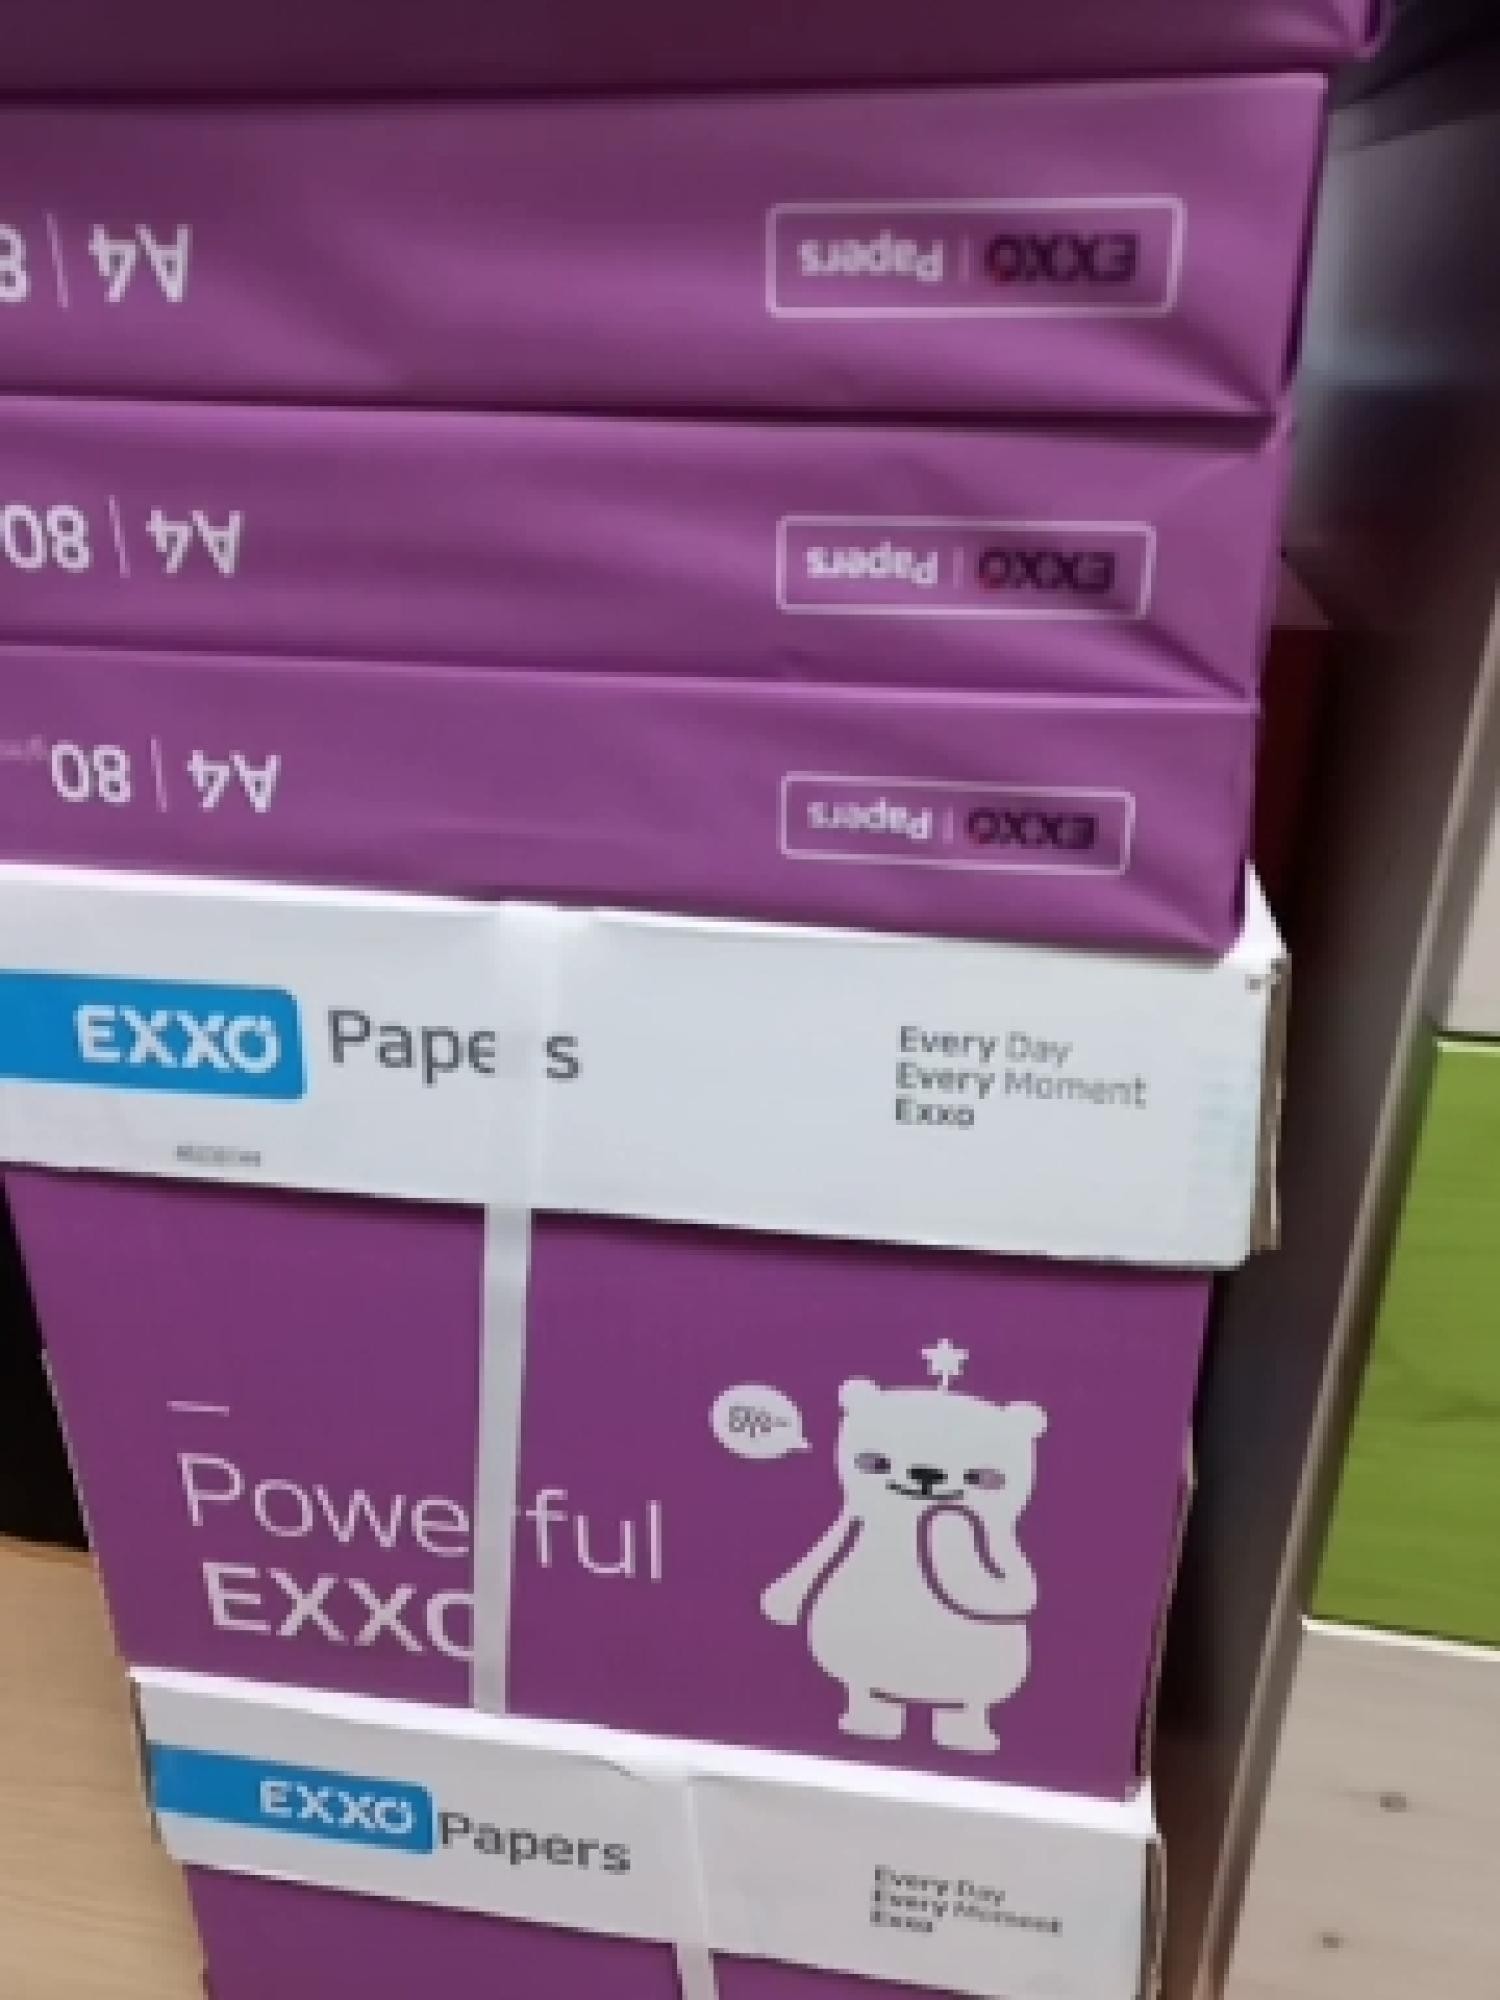 A4 | 8
EXXO | Papers
A4 | 80
EXXO | Papers
A4 | 80
EXXO | Papers
EXXO Papers
Every Day
Every Moment
Exxo
Powerful
EXXO
EXXO Papers
Every Day
Every Moment
Exxo